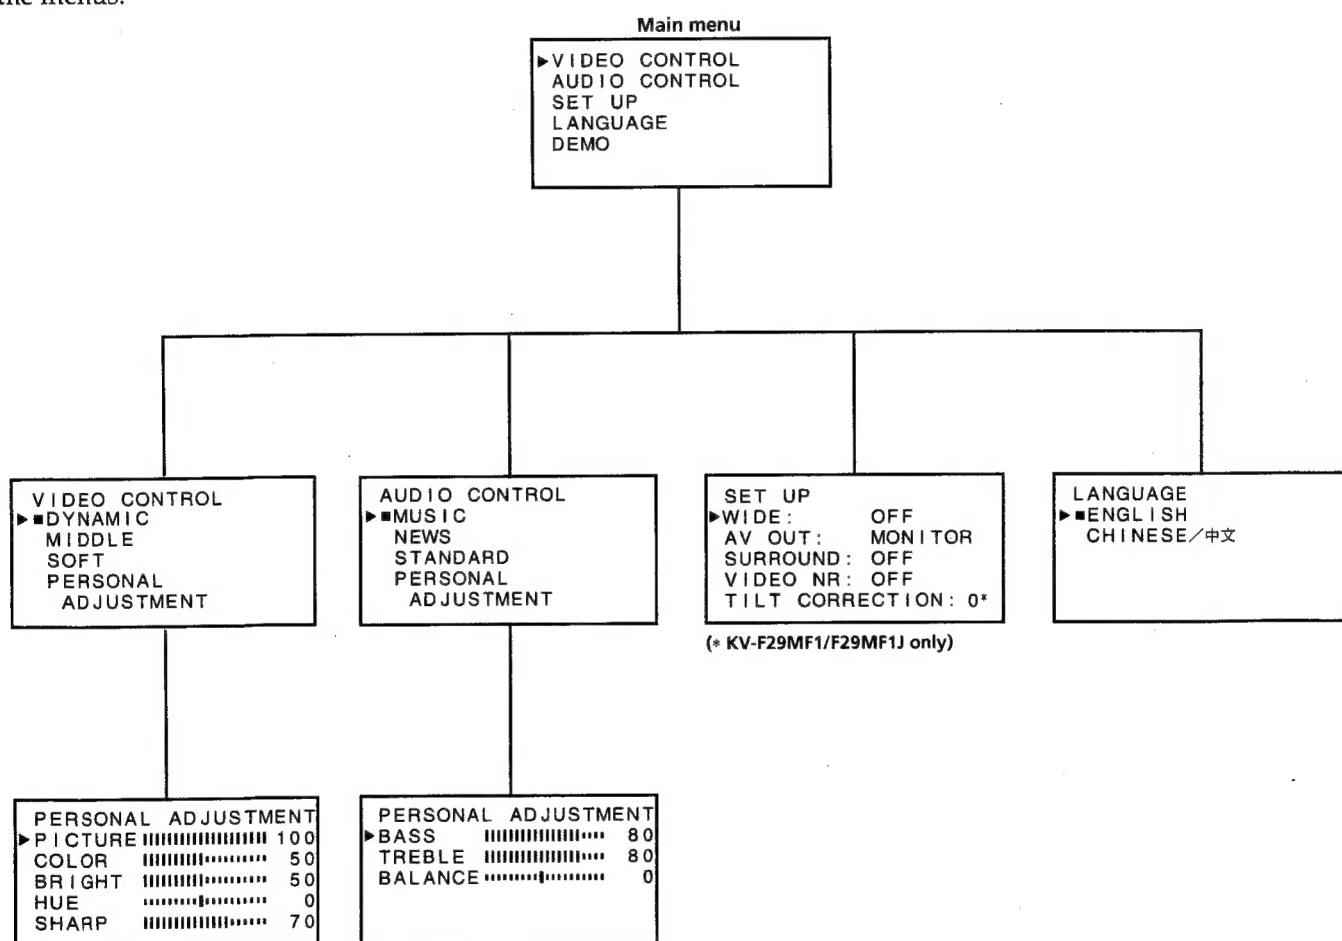 the menus.
Main menu
▶VIDEO CONTROL
AUDIO CONTROL
SET UP
LANGUAGE
DEMO
VIDEO CONTROL
▶■DYNAMIC
MIDDLE
SOFT
PERSONAL
ADJUSTMENT
AUDIO CONTROL
▶■MUSIC
NEWS
STANDARD
PERSONAL
ADJUSTMENT
SET UP
▶WIDE: OFF
AV OUT: MONITOR
SURROUND: OFF
VIDEO NR: OFF
TILT CORRECTION: 0*
(* KV-F29MF1/F29MF1J only)
LANGUAGE
▶■ENGLISH
CHINESE/中文
PERSONAL ADJUSTMENT
▶PICTURE 100
COLOR 50
BRIGHT 50
HUE 0
SHARP 70
PERSONAL ADJUSTMENT
▶BASS 80
TREBLE 80
BALANCE 0